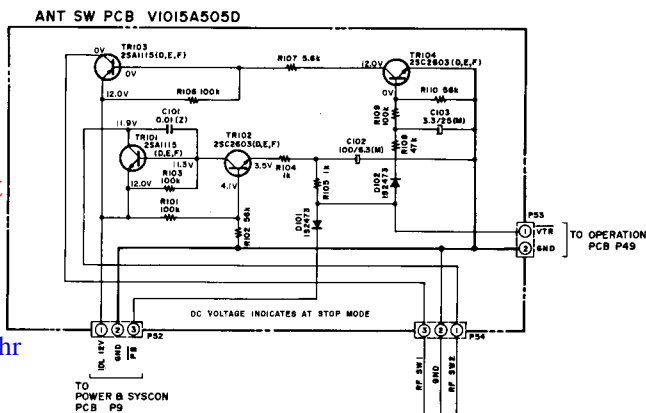 ANT SW PCB V1015A505D
0V
TR103
2SA1115(D,E,F)
0V
R107 5.6k
12.0V
TR104
2SC2603(D,E,F)
0V
R106 100k
12.0V
R110 56k
R109
100k
C103
3.3/25(M)
11.9V
C101
0.01(Z)
TR101
2SA1115
(D,E,F)
11.3V
TR102
2SC2603(D,E,F)
3.5V
R104
1k
C102
100/6.3(M)
R108
47k
R103
100k
12.0V
4.1V
R105 1k
D102
1S2473
R101
100k
R102 56k
D101
1S2473
P53
1 VTR
2 GND
TO OPERATION
PCB P49
DC VOLTAGE INDICATES AT STOP MODE
1 2 3 P52
3 2 1 P54
hr
IDL 12V
GND
PB
RF SW1
GND
RF SW2
TO
POWER & SYSCON
PCB P9